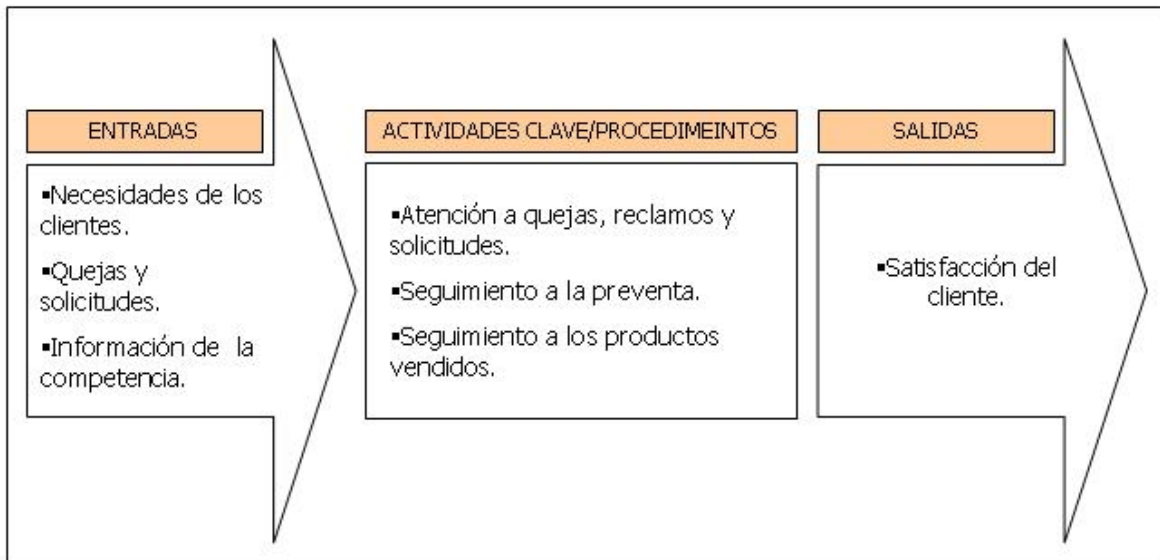 ENTRADAS
▪Necesidades de los
clientes.
▪Quejas y
solicitudes.
▪Información de la
competencia.
ACTIVIDADES CLAVE/PROCEDIMEINTOS
▪Atención a quejas, reclamos y
solicitudes.
▪Seguimiento a la preventa.
▪Seguimiento a los productos
vendidos.
SALIDAS
▪Satisfacción del
cliente.